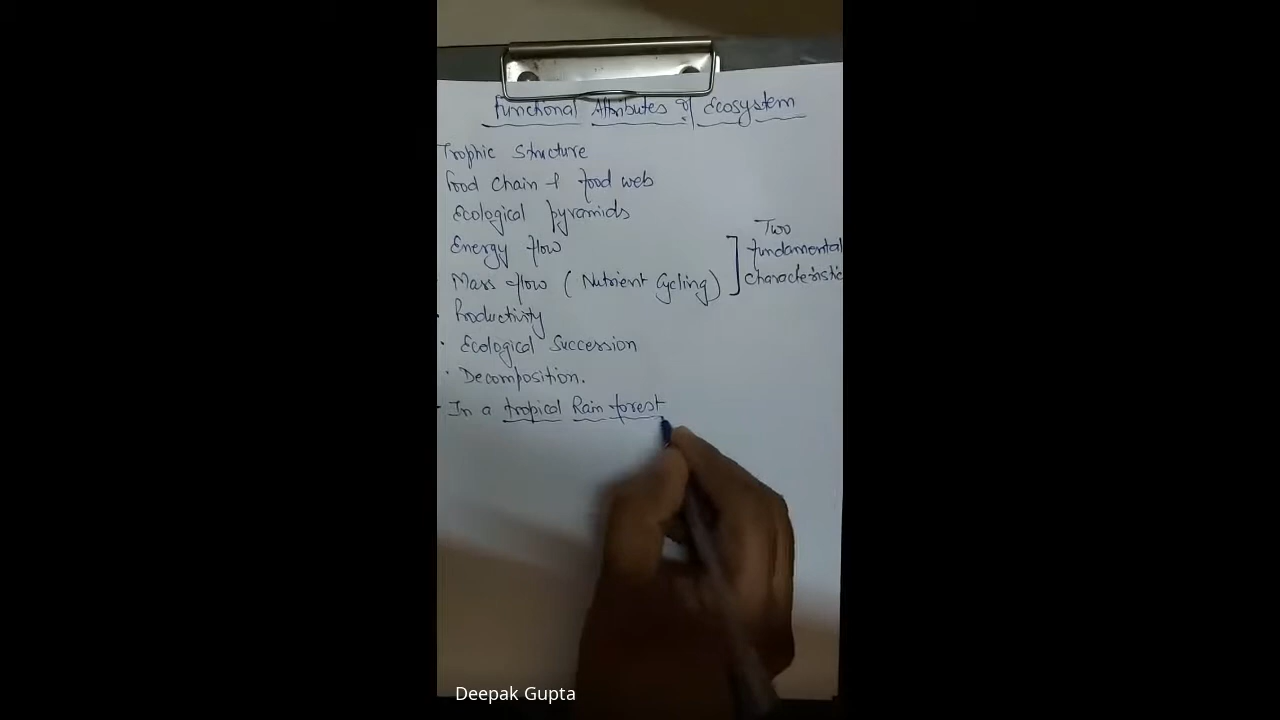 Functional Attributes of Ecosystem
Trophic Structure
Food Chain & food web
Ecological pyramids
Energy flow
Mass flow ( Nutrient Cycling)
Two fundamental characteristic
· Productivity
· Ecological Succession
· Decomposition.
- In a tropical Rain forest
Deepak Gupta